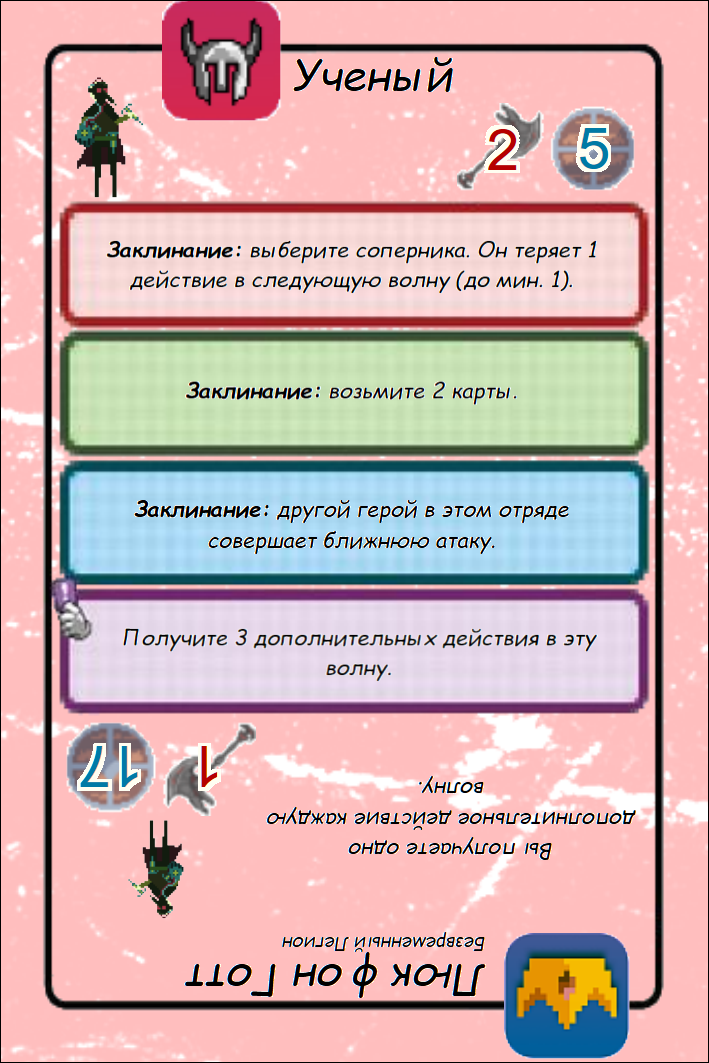 Ученый
2 5
Заклинание: выберите соперника. Он теряет 1
действие в следующую волну (до мин. 1).
Заклинание: возьмите 2 карты.
Заклинание: другой герой в этом отряде
совершает ближнюю атаку.
Получите 3 дополнительных действия в эту
волну.
Люк фон Готт
Безвременный Легион
Вы получаете одно
дополнительное действие каждую
волну.
1 17